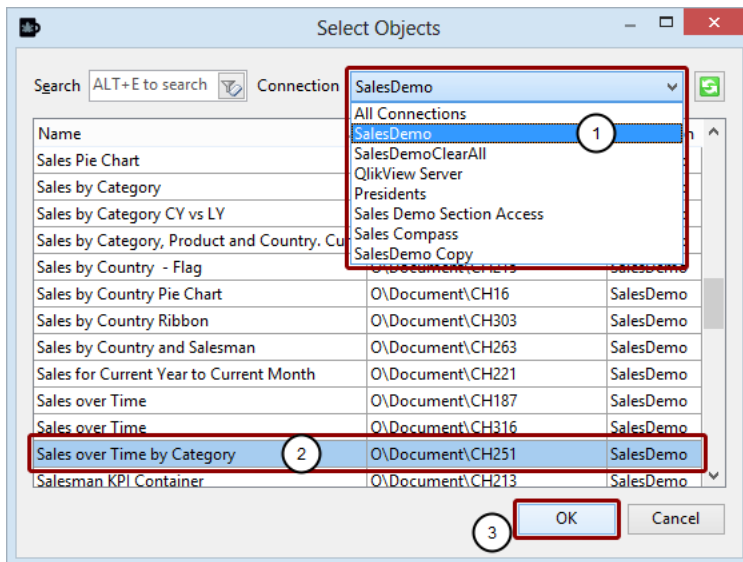 Select Objects
Search ALT+E to search Connection SalesDemo
All Connections
Name
SalesDemo 1
Sales Pie Chart
SalesDemoClearAll
QlikView Server
Sales by Category
Presidents
Sales by Category CY vs LY
Sales Demo Section Access
Sales Compass
Sales by Category, Product and Country. Cu
SalesDemo Copy
Sales by Country - Flag O\Document\CH215 SalesDemo
Sales by Country Pie Chart O\Document\CH16 SalesDemo
Sales by Country Ribbon O\Document\CH303 SalesDemo
Sales by Country and Salesman O\Document\CH263 SalesDemo
Sales for Current Year to Current Month O\Document\CH221 SalesDemo
Sales over Time O\Document\CH187 SalesDemo
Sales over Time O\Document\CH316 SalesDemo
Sales over Time by Category 2 O\Document\CH251 SalesDemo
Salesman KPI Container O\Document\CH213 SalesDemo
3 OK Cancel